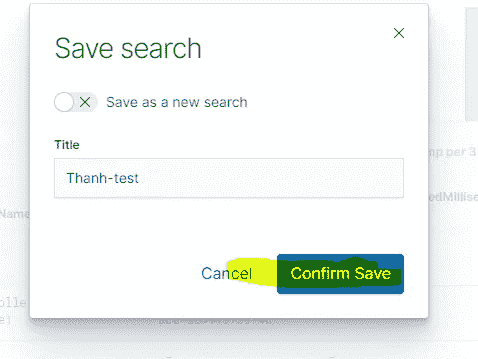 Save search
Save as a new search
Title
Thanh-test
mp per 3
edMillise
Name
Cancel Confirm Save
olle